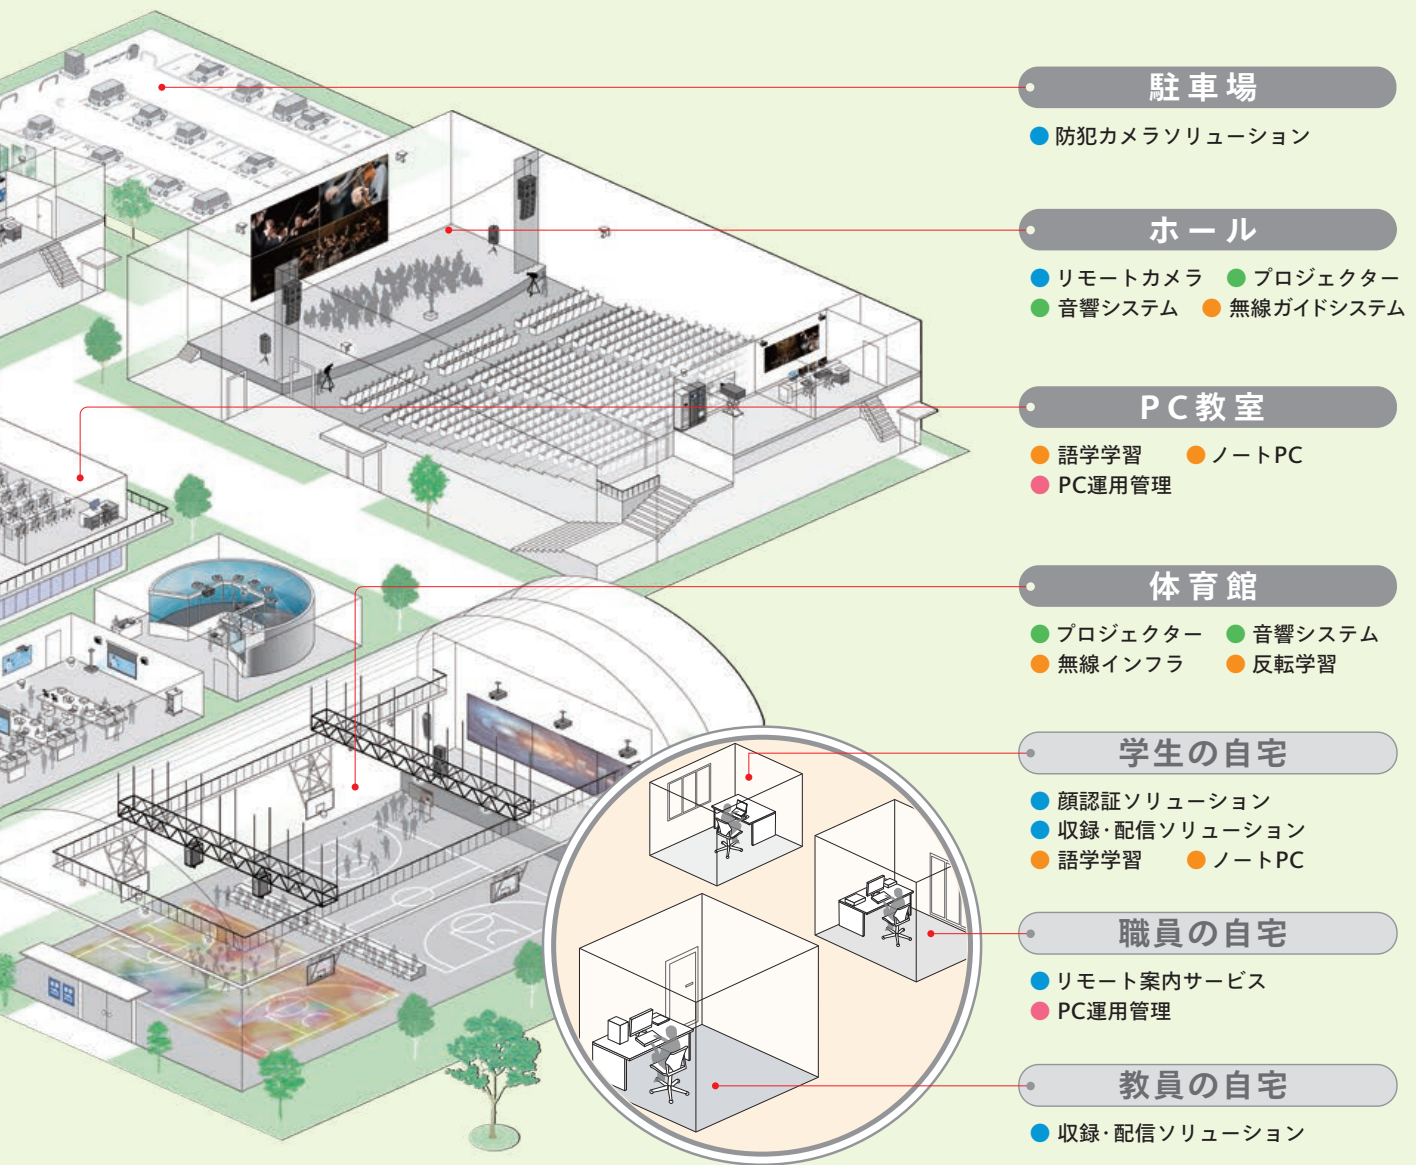 駐車場
防犯カメラソリューション
ホール
リモートカメラ プロジェクター
音響システム 無線ガイドシステム
PC教室
語学学習 ノートPC
PC運用管理
体育館
プロジェクター 音響システム
無線インフラ 反転学習
学生の自宅
顔認証ソリューション
収録・配信ソリューション
語学学習 ノートPC
職員の自宅
リモート案内サービス
PC運用管理
教員の自宅
収録・配信ソリューション